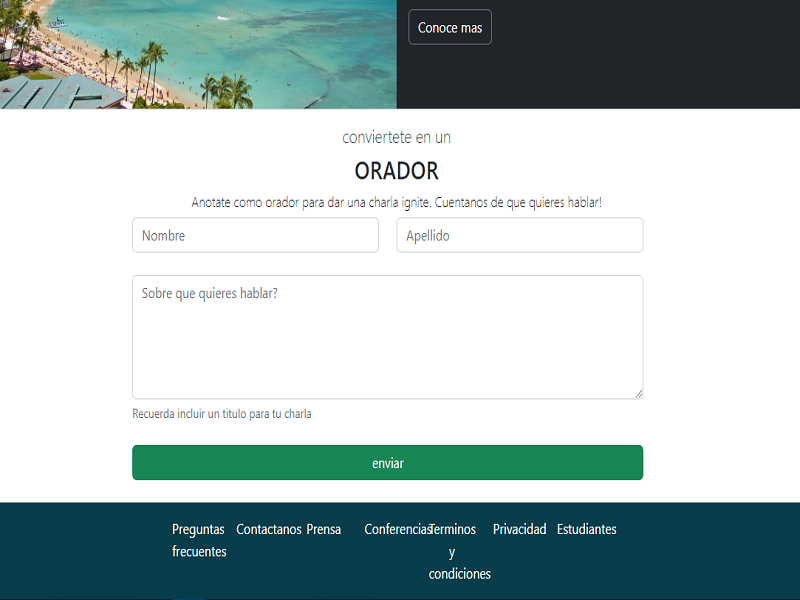 Conoce mas
conviertete en un
ORADOR
Anotate como orador para dar una charla ignite. Cuentanos de que quieres hablar!
Nombre
Apellido
Sobre que quieres hablar?
Recuerda incluir un titulo para tu charla
enviar
Preguntas
frecuentes
Contactanos
Prensa
Conferencias
Terminos
y
condiciones
Privacidad
Estudiantes